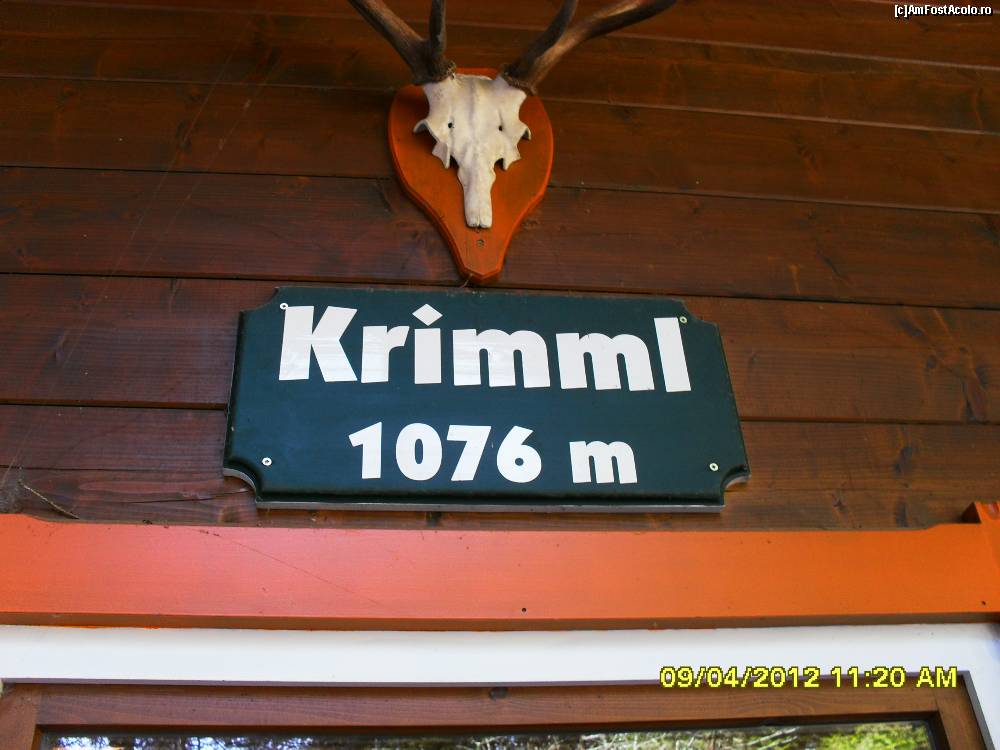 [c]AmFostAcolo.ro
Krimml
1076 m
09/04/2012 11:20 AM